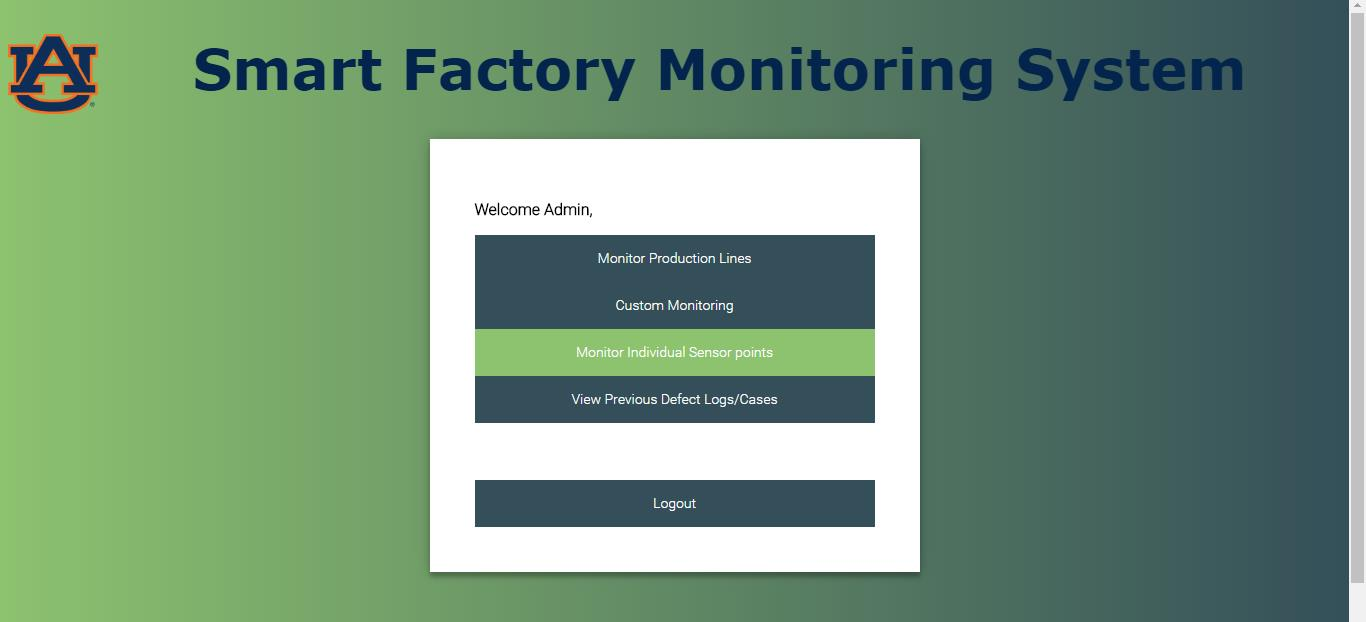 AU
Smart Factory Monitoring System
Welcome Admin,
Monitor Production Lines
Custom Monitoring
Monitor Individual Sensor points
View Previous Defect Logs/Cases
Logout